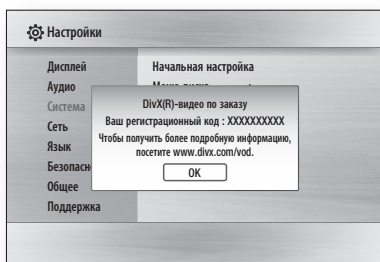 Настройки
Дисплей
Начальная настройка
Аудио
Система
Сеть
Язык
Общее
Поддержка
DivX(R)-видео по заказу
Ваш регистрационный код : XXXXXXXXXX
Чтобы получить более подробную информацию,
посетите www.divx.com/vod.
OK